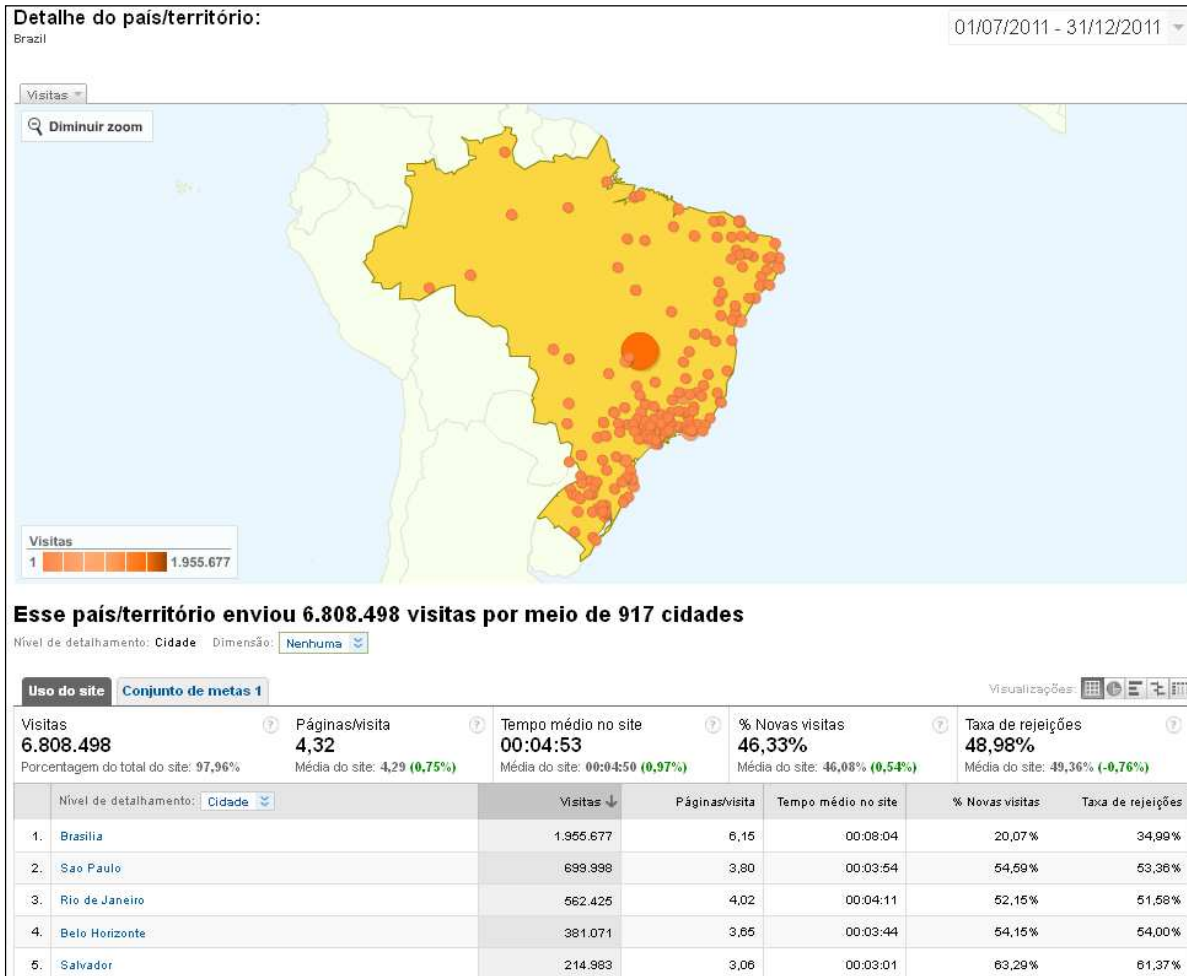 Detalhe do país/território:
Brazil
01/07/2011 - 31/12/2011
Visitas
Diminuir zoom
Visitas
1 1.955.677
Esse país/território enviou 6.808.498 visitas por meio de 917 cidades
Nível de detalhamento: Cidade Dimensão: Nenhuma
Uso do site Conjunto de metas 1 Visualizações:
Visitas ? Páginas/visita ? Tempo médio no site ? % Novas visitas ? Taxa de rejeições ?
6.808.498 4,32 00:04:53 46,33% 48,98%
Porcentagem do total do site: 97,96% Média do site: 4,29 (0,75%) Média do site: 00:04:50 (0,97%) Média do site: 46,08% (0,54%) Média do site: 49,36% (-0,76%)
Nível de detalhamento: Cidade Visitas ↓ Páginas/visita Tempo médio no site % Novas visitas Taxa de rejeições
1. Brasilia 1.955.677 6,15 00:08:04 20,07% 34,99%
2. Sao Paulo 699.998 3,80 00:03:54 54,59% 53,36%
3. Rio de Janeiro 562.425 4,02 00:04:11 52,15% 51,58%
4. Belo Horizonte 381.071 3,65 00:03:44 54,15% 54,00%
5. Salvador 214.983 3,06 00:03:01 63,29% 61,37%